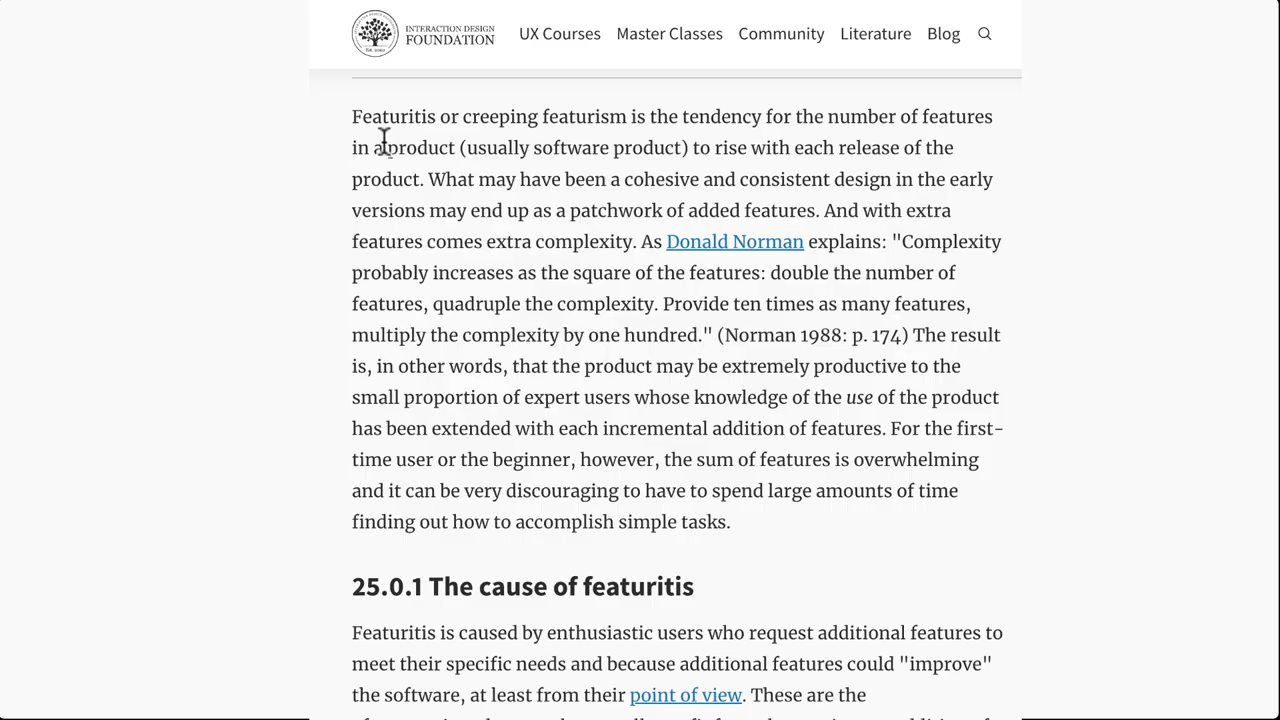 INTERACTION DESIGN
FOUNDATION
UX Courses Master Classes Community Literature Blog
Featuritis or creeping featurism is the tendency for the number of features
in a product (usually software product) to rise with each release of the
product. What may have been a cohesive and consistent design in the early
versions may end up as a patchwork of added features. And with extra
features comes extra complexity. As Donald Norman explains: "Complexity
probably increases as the square of the features: double the number of
features, quadruple the complexity. Provide ten times as many features,
multiply the complexity by one hundred." (Norman 1988: p. 174) The result
is, in other words, that the product may be extremely productive to the
small proportion of expert users whose knowledge of the use of the product
has been extended with each incremental addition of features. For the first-
time user or the beginner, however, the sum of features is overwhelming
and it can be very discouraging to have to spend large amounts of time
finding out how to accomplish simple tasks.
25.0.1 The cause of featuritis
Featuritis is caused by enthusiastic users who request additional features to
meet their specific needs and because additional features could "improve"
the software, at least from their point of view. These are the